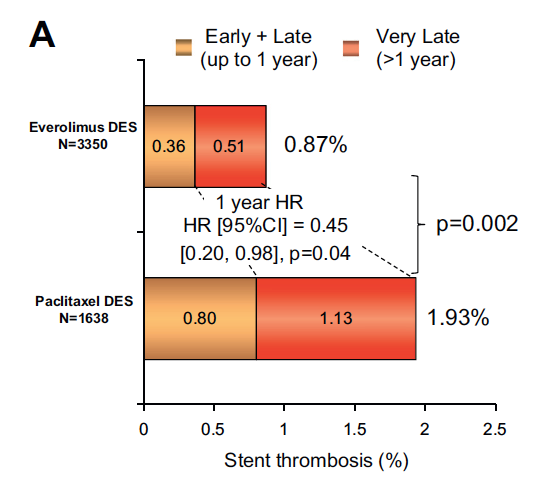 A
Early + Late
(up to 1 year)
Very Late
(>1 year)
Everolimus DES
N=3350
0.36
0.51
0.87%
1 year HR
HR [95%CI] = 0.45
[0.20, 0.98], p=0.04
p=0.002
Paclitaxel DES
N=1638
0.80
1.13
1.93%
0
0.5
1
1.5
2
2.5
Stent thrombosis (%)